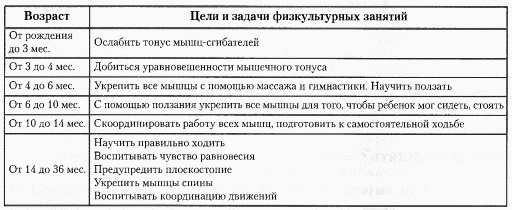 Возраст
Цели и задачи физкультурных занятий
От рождения
до 3 мес.
Ослабить тонус мышц-сгибателей
От 3 до 4 мес.
Добиться уравновешенности мышечного тонуса
От 4 до 6 мес.
Укрепить все мышцы с помощью массажа и гимнастики. Научить ползать
От 6 до 10 мес.
С помощью ползания укрепить все мышцы для того, чтобы ребенок мог сидеть, стоять
От 10 до 14 мес.
Скоординировать работу всех мышц, подготовить к самостоятельной ходьбе
От 14 до 36 мес.
Научить правильно ходить
Воспитывать чувство равновесия
Предупредить плоскостопие
Укрепить мышцы спины
Воспитывать координацию движений